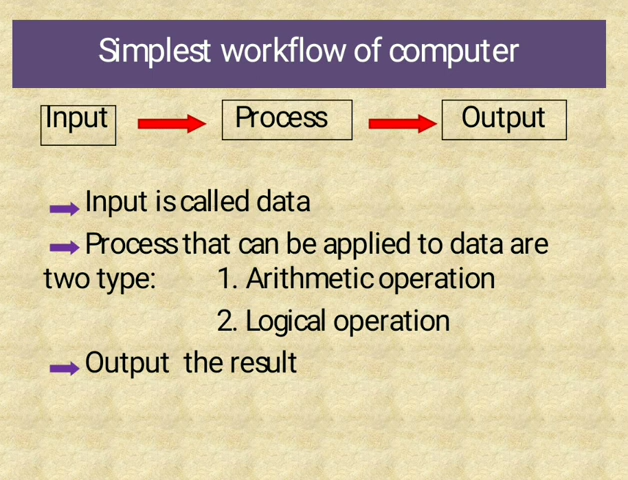 Simplest workflow of computer
Input Process Output
Input is called data
Process that can be applied to data are
two type: 1. Arithmetic operation
2. Logical operation
Output the result